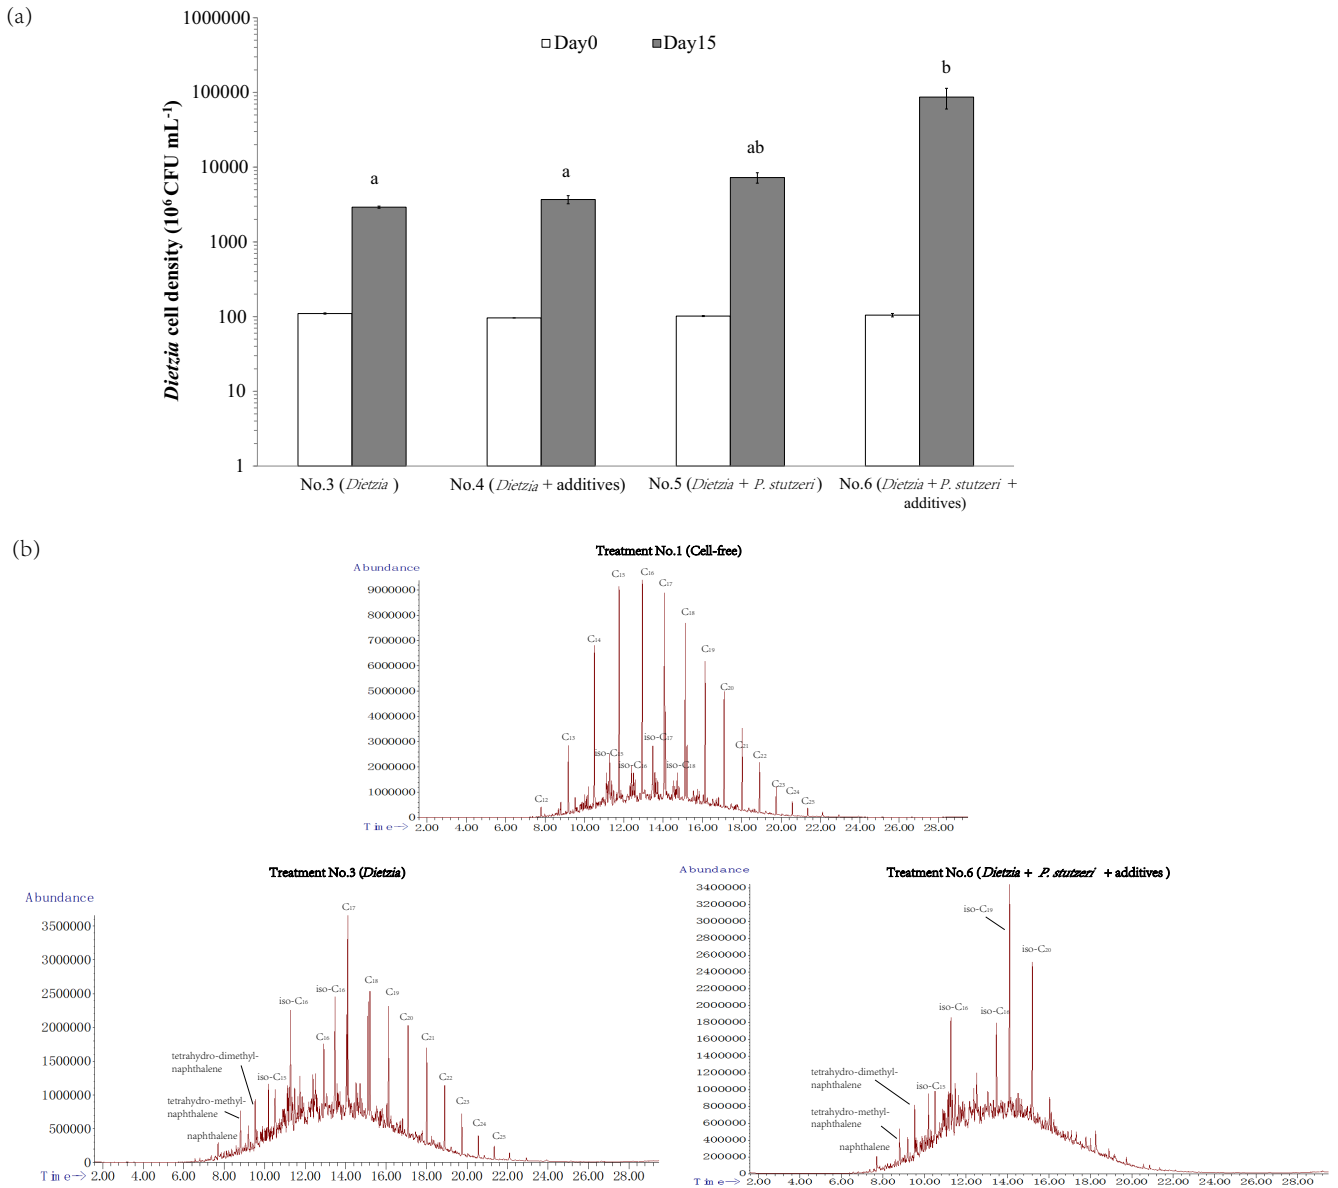 (a)
1000000
100000
10000
1000
100
10
1
Dietzia cell density (10⁶ CFU mL⁻¹)
Day0 Day15
a
a
ab
b
No.3 (Dietzia)
No.4 (Dietzia + additives)
No.5 (Dietzia + P. stutzeri)
No.6 (Dietzia + P. stutzeri +
additives)
(b)
Treatment No.1 (Cell-free)
Abundance
9000000
8000000
7000000
6000000
5000000
4000000
3000000
2000000
1000000
0
Time-->
2.00 4.00 6.00 8.00 10.00 12.00 14.00 16.00 18.00 20.00 22.00 24.00 26.00 28.00
C₁₂
C₁₃
C₁₄
iso-C₁₅
C₁₅
iso-C₁₆
C₁₆
iso-C₁₇
C₁₇
iso-C₁₈
C₁₈
C₁₉
C₂₀
C₂₁
C₂₂
C₂₃
C₂₄
C₂₅
Treatment No.3 (Dietzia)
Abundance
3500000
3000000
2500000
2000000
1500000
1000000
500000
0
Time-->
2.00 4.00 6.00 8.00 10.00 12.00 14.00 16.00 18.00 20.00 22.00 24.00 26.00 28.00
tetrahydro-dimethyl-
naphthalene
tetrahydro-methyl-
naphthalene
naphthalene
iso-C₁₅
iso-C₁₆
C₁₆
iso-C₁₆
C₁₇
C₁₈
C₁₉
C₂₀
C₂₁
C₂₂
C₂₃
C₂₄
C₂₅
Treatment No.6 (Dietzia + P. stutzeri + additives )
Abundance
3400000
3200000
3000000
2800000
2600000
2400000
2200000
2000000
1800000
1600000
1400000
1200000
1000000
800000
600000
400000
200000
0
Time-->
2.00 4.00 6.00 8.00 10.00 12.00 14.00 16.00 18.00 20.00 22.00 24.00 26.00 28.00
tetrahydro-dimethyl-
naphthalene
tetrahydro-methyl-
naphthalene
naphthalene
iso-C₁₅
iso-C₁₆
iso-C₁₆
iso-C₁₉
iso-C₂₀